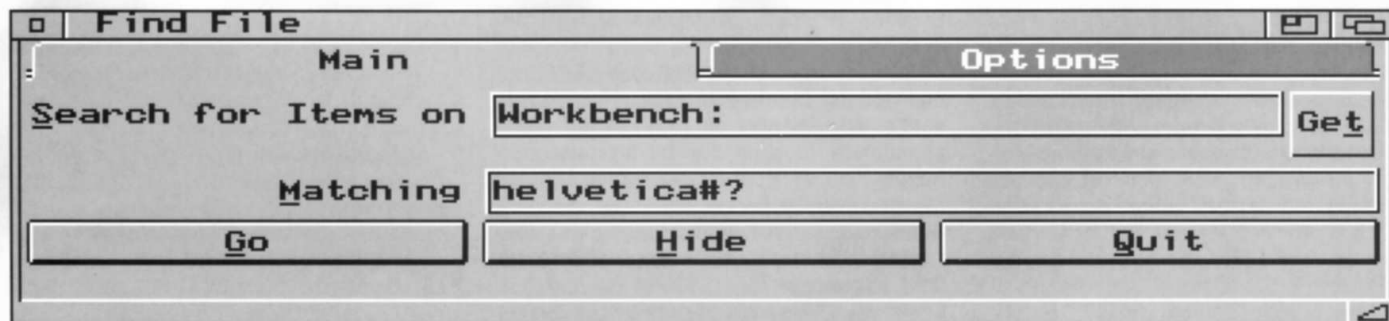 Find File
Main Options
Search for Items on Workbench: Get
Matching helvetica#?
Go Hide Quit